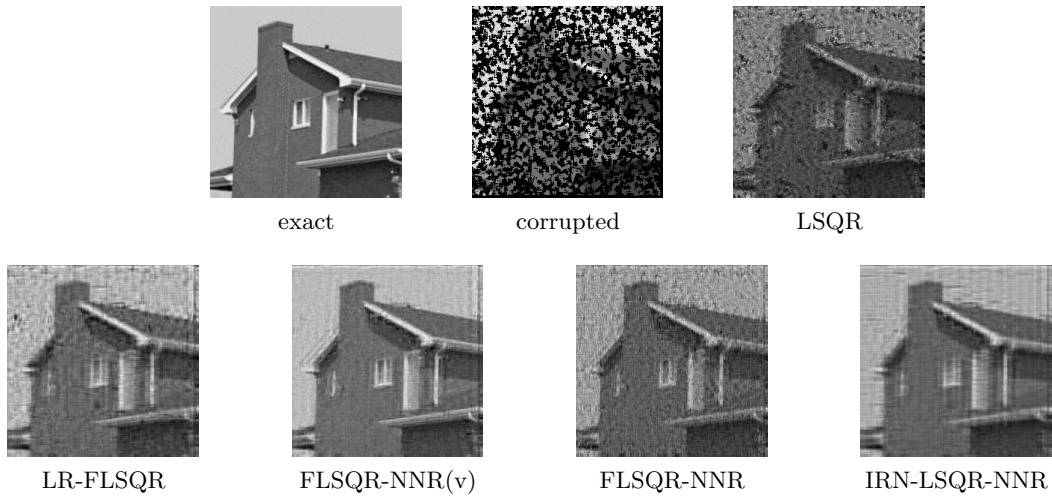 exact
corrupted
LSQR
LR-FLSQR
FLSQR-NNR(v)
FLSQR-NNR
IRN-LSQR-NNR